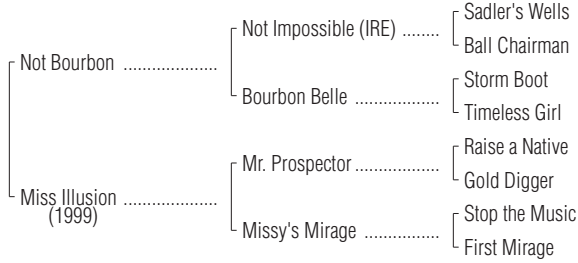 Sadler's Wells
Not Impossible (IRE) ........
Ball Chairman
Not Bourbon ....................
Storm Boot
Bourbon Belle ..................
Timeless Girl
Raise a Native
Mr. Prospector ..................
Gold Digger
Miss Illusion ....................
(1999)
Stop the Music
Missy's Mirage ................
First Mirage